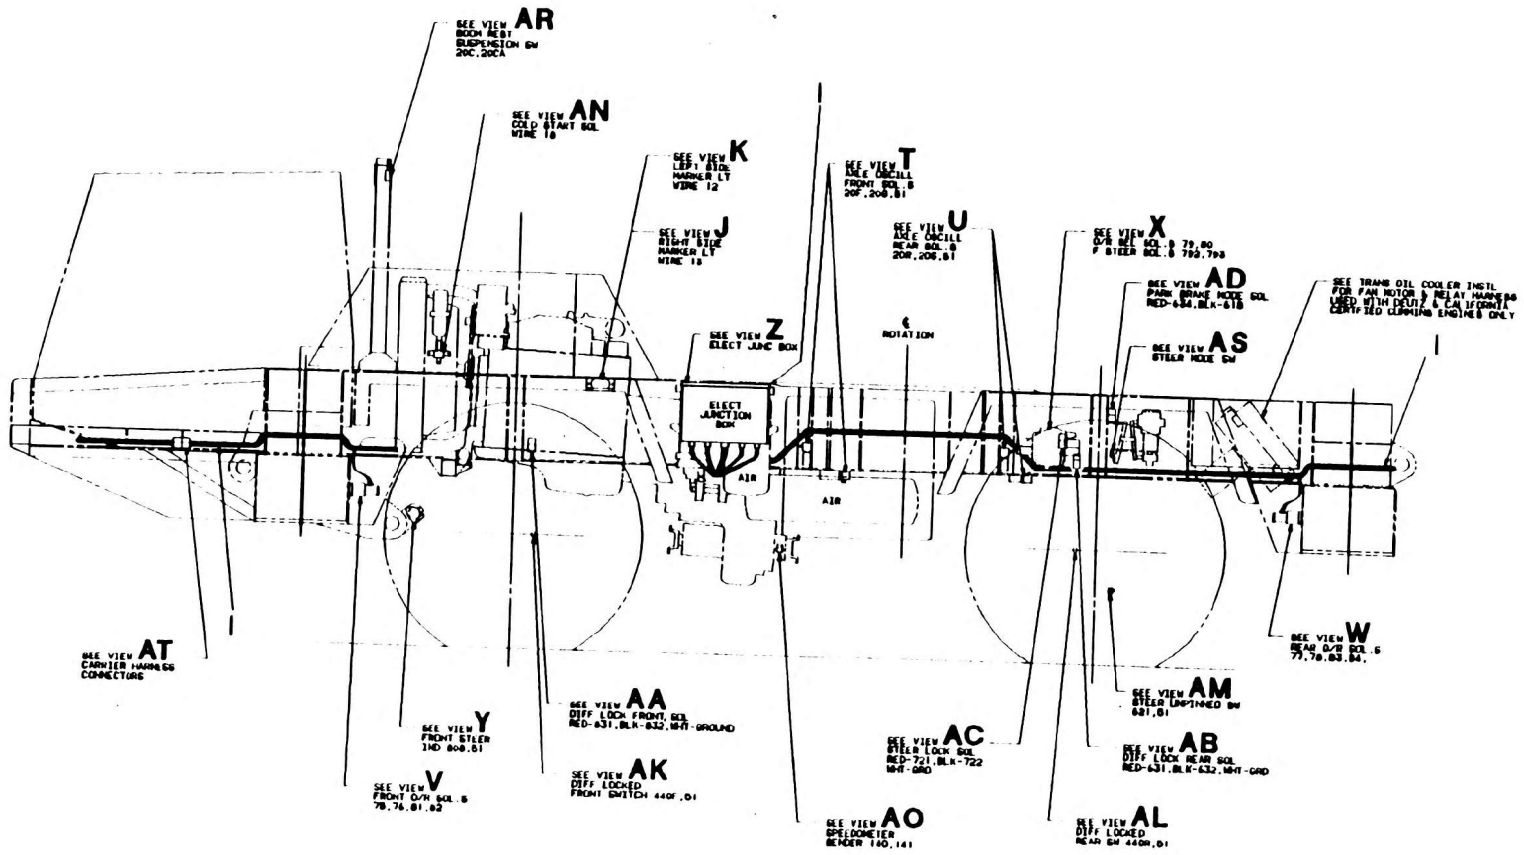 SEE VIEW AR
BOOM REST
SUSPENSION SW
20C,20CA
SEE VIEW AN
COLD START SOL
WIRE 18
SEE VIEW K
LEFT SIDE
MARKER LT
WIRE 12
SEE VIEW J
RIGHT SIDE
MARKER LT
WIRE 13
SEE VIEW T
AXLE OSCILL
FRONT SOL.S
20F,20G,61
SEE VIEW U
AXLE OSCILL
REAR SOL.S
20R,20S,61
SEE VIEW X
O/R SEL SOL.S 79,80
F STEER SOL.S 792,793
SEE VIEW AD
PARK BRAKE MODE SOL
RED-634,BLK-618
SEE VIEW AS
STEER MODE SW
SEE TRANS OIL COOLER INSTL
FOR FAN MOTOR & RELAY HARNESS
USED WITH DEUTZ & CALIFORNIA
CERTFIED CUMMINS ENGINES ONLY
SEE VIEW Z
ELECT JUNC BOX
℄
ROTATION
ELECT
JUNCTION
BOX
AIR
AIR
SEE VIEW AT
CARRIER HARNESS
CONNECTORS
SEE VIEW W
REAR O/R SOL.S
77,78,83,84,
SEE VIEW AA
DIFF LOCK FRONT,SOL
RED-631,BLK-632,WHT-GROUND
SEE VIEW Y
FRONT STEER
IND 808,61
SEE VIEW AM
STEER UNPINNED SW
621,61
SEE VIEW AC
STEER LOCK SOL
RED-721,BLK-722
WHT-GRD
SEE VIEW AB
DIFF LOCK REAR SOL
RED-631,BLK-632,WHT-GRD
SEE VIEW V
FRONT O/R SOL.S
75,76,81,82
SEE VIEW AK
DIFF LOCKED
FRONT SWITCH 440F,61
SEE VIEW AO
SPEEDOMETER
SENDER 140,141
SEE VIEW AL
DIFF LOCKED
REAR SW 440R,61